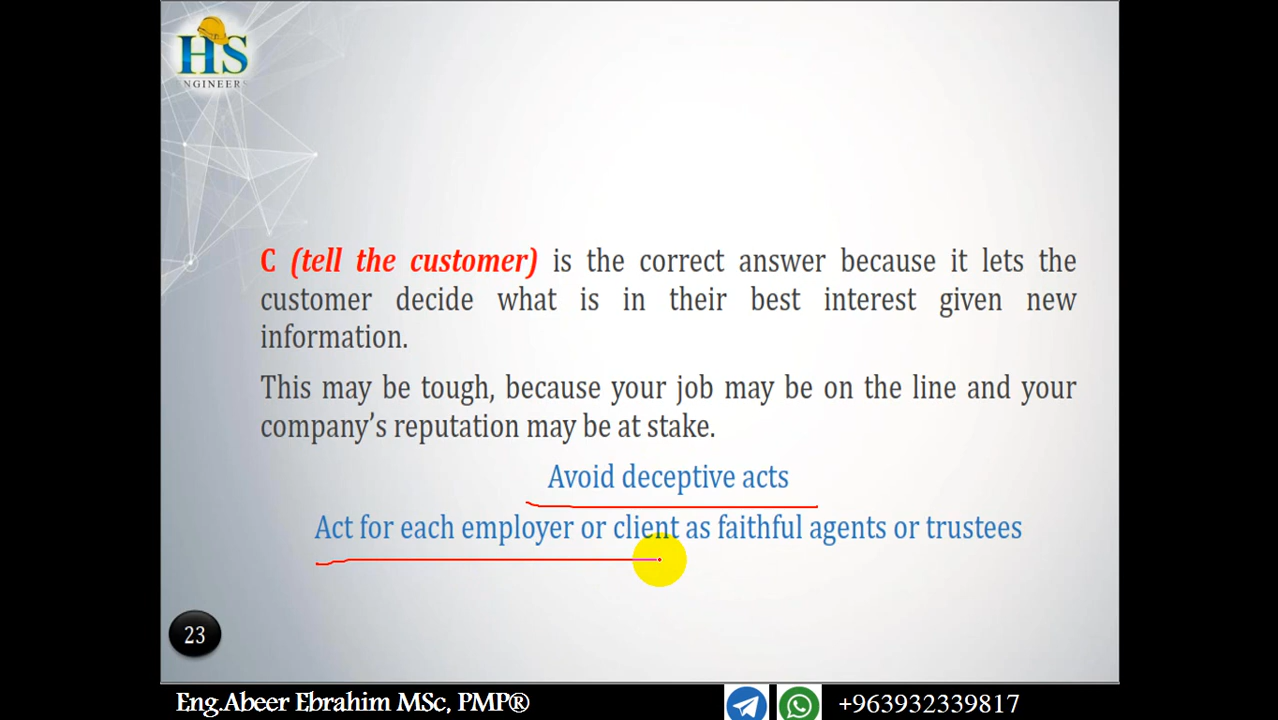 HS
ENGINEERS
C (tell the customer) is the correct answer because it lets the
customer decide what is in their best interest given new
information.
This may be tough, because your job may be on the line and your
company’s reputation may be at stake.
Avoid deceptive acts
Act for each employer or client as faithful agents or trustees
23
Eng.Abeer Ebrahim MSc, PMP®
+963932339817